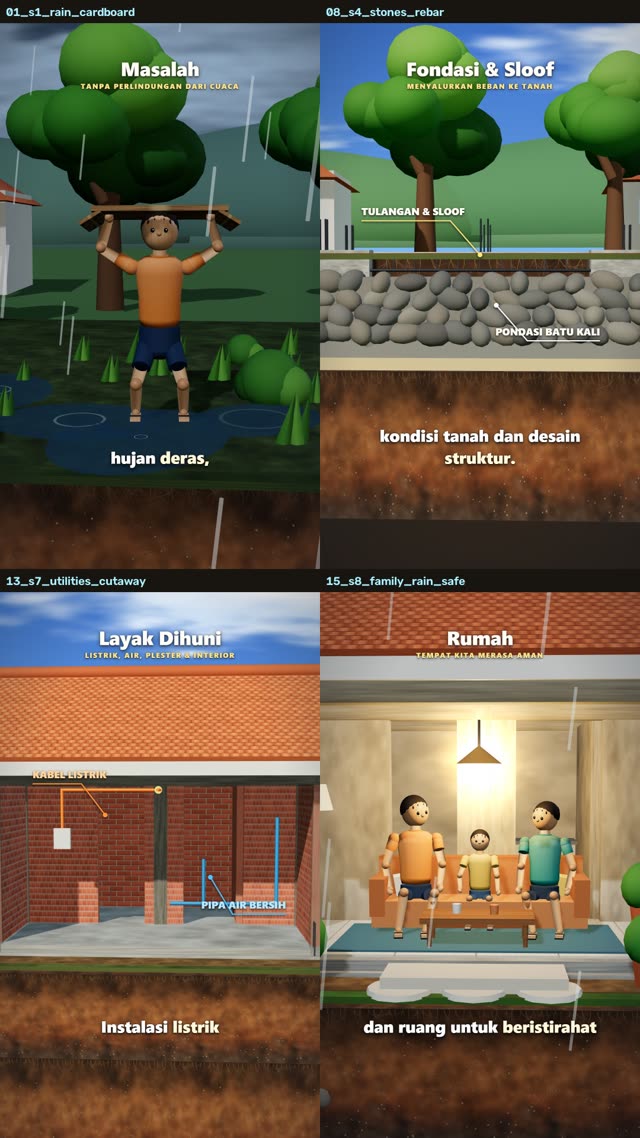 01_s1_rain_cardboard
Masalah
TANPA PERLINDUNGAN DARI CUACA
hujan deras,
08_s4_stones_rebar
Fondasi & Sloof
MENYALURKAN BEBAN KE TANAH
TULANGAN & SLOOF
PONDASI BATU KALI
kondisi tanah dan desain
struktur.
13_s7_utilities_cutaway
Layak Dihuni
LISTRIK, AIR, PLESTER & INTERIOR
KABEL LISTRIK
PIPA AIR BERSIH
Instalasi listrik
15_s8_family_rain_safe
Rumah
TEMPAT KITA MERASA AMAN
dan ruang untuk beristirahat